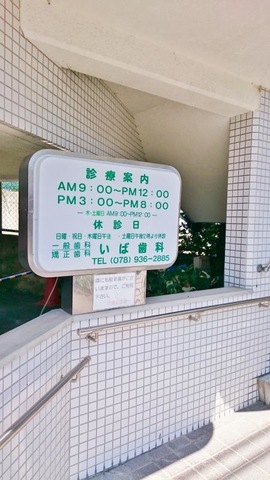 診療案内
AM9:00〜PM12:00
PM3:00〜PM8:00
― 木・土曜日 AM9:00〜PM12:00 ―
休診日
日曜・祝日・木曜日午後
一般歯科
矯正歯科
いば歯科
TEL (078) 936-2885